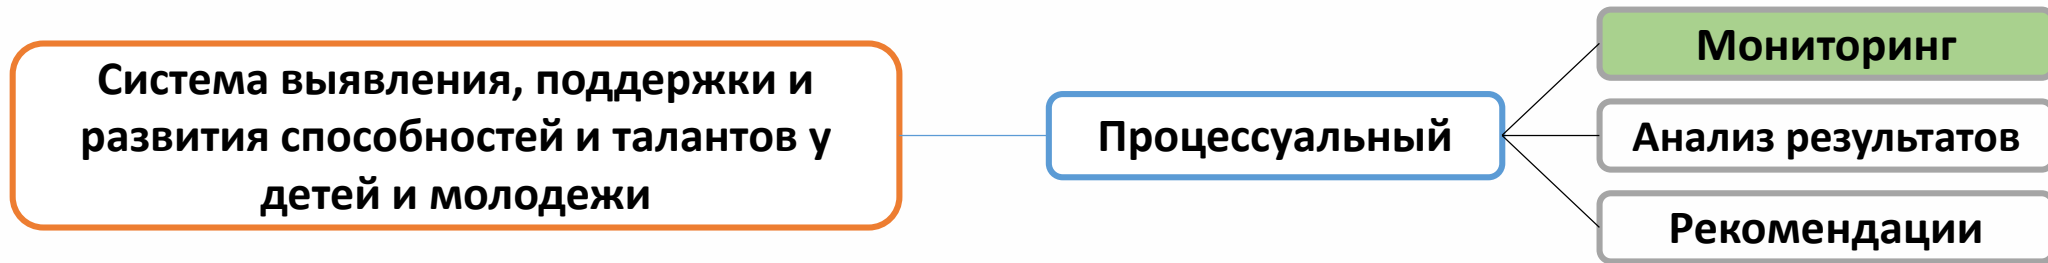 Система выявления, поддержки и
развития способностей и талантов у
детей и молодежи
Процессуальный
Мониторинг
Анализ результатов
Рекомендации